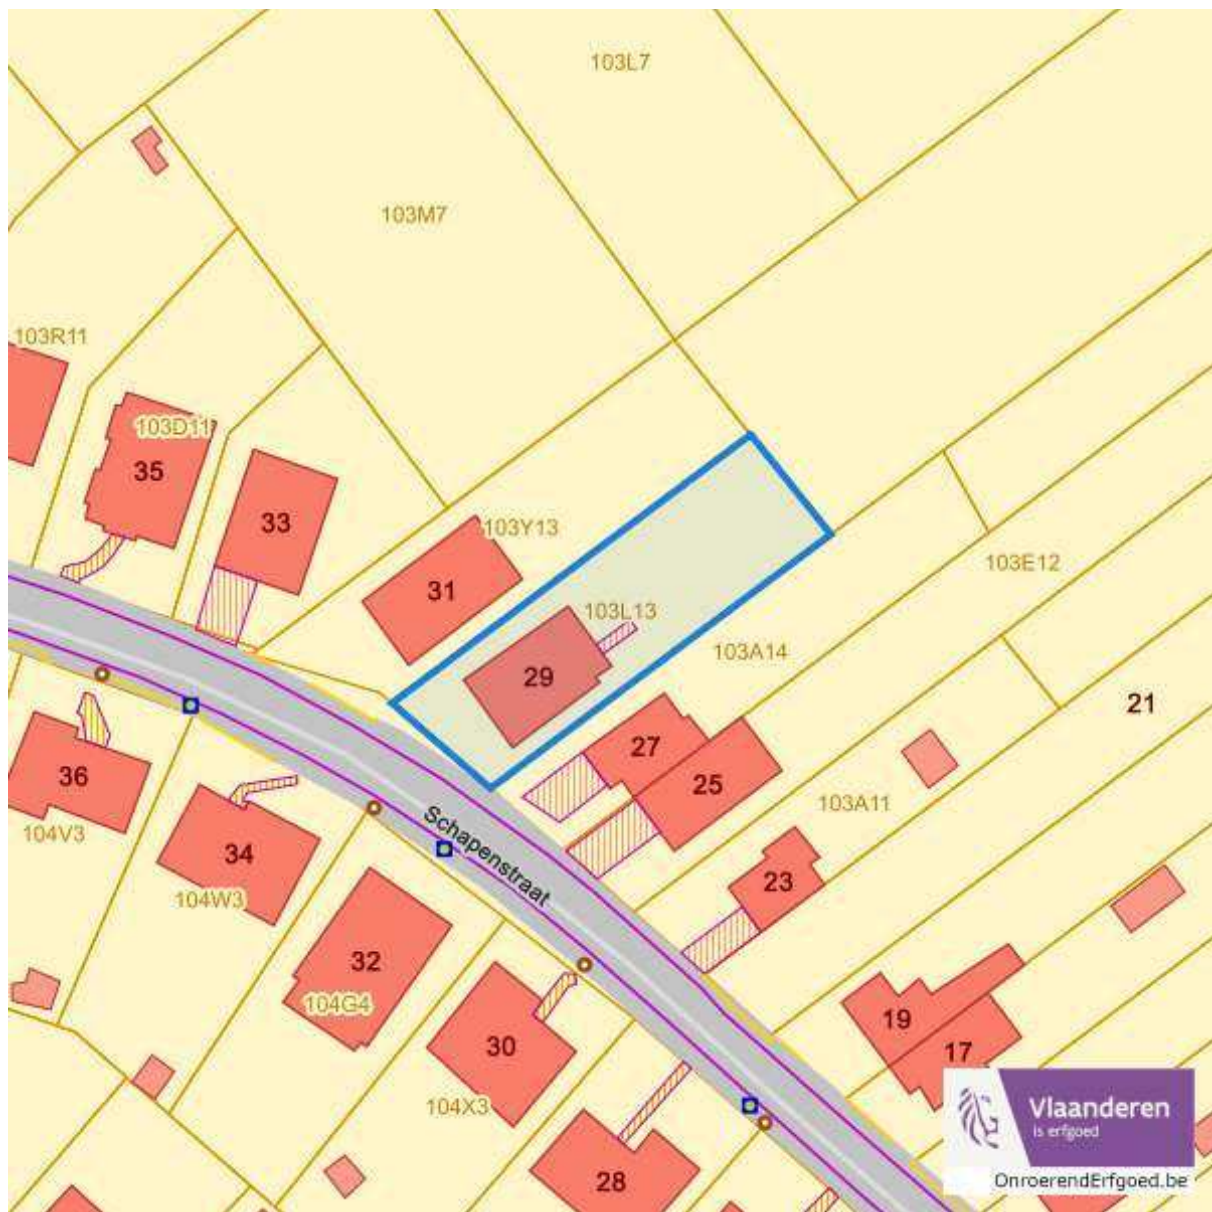 103L7
103M7
103R11
103D11
35
33
103Y13
31
103E12
103L13
29
103A14
21
27
25
103A11
36
Schapenstraat
104V3
34
104W3
23
32
104G4
19
30
17
104X3
28
Vlaanderen
is erfgoed
OnroerendErfgoed.be